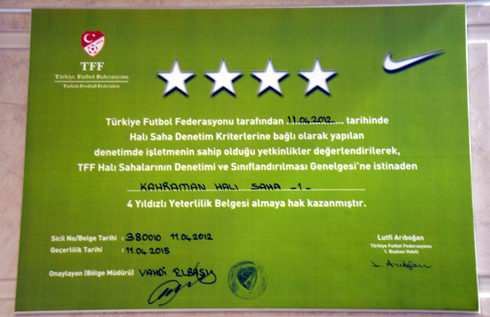 TFF
Türkiye Futbol Federasyonu
Turkish Football Federation
Türkiye Futbol Federasyonu tarafından 11.04.2012.... tarihinde
Halı Saha Denetim Kriterlerine bağlı olarak yapılan
denetimde işletmenin sahip olduğu yetkinlikler değerlendirilerek,
TFF Halı Sahalarının Denetimi ve Sınıflandırılması Genelgesi'ne istinaden
KAHRAMAN HALI SAHA -1-
4 Yıldızlı Yeterlilik Belgesi almaya hak kazanmıştır.
Sicil No/Belge Tarihi : 380010 11.04.2012
Geçerlilik Tarihi : 11.04.2015
Onaylayan (Bölge Müdürü) VAHDİ ELBAŞI
Lutfi Arıboğan
Türkiye Futbol Federasyonu
1. Başkan Vekili